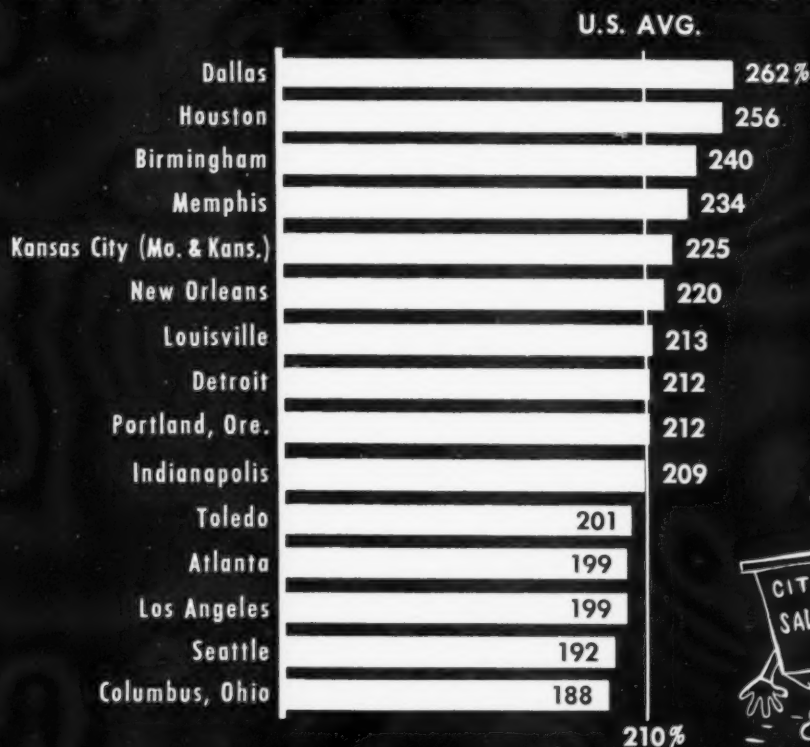 U.S. AVG.
Dallas 262%
Houston 256
Birmingham 240
Memphis 234
Kansas City (Mo. & Kans.) 225
New Orleans 220
Louisville 213
Detroit 212
Portland, Ore. 212
Indianapolis 209
Toledo 201
Atlanta 199
Los Angeles 199
Seattle 192
Columbus, Ohio 188
210%